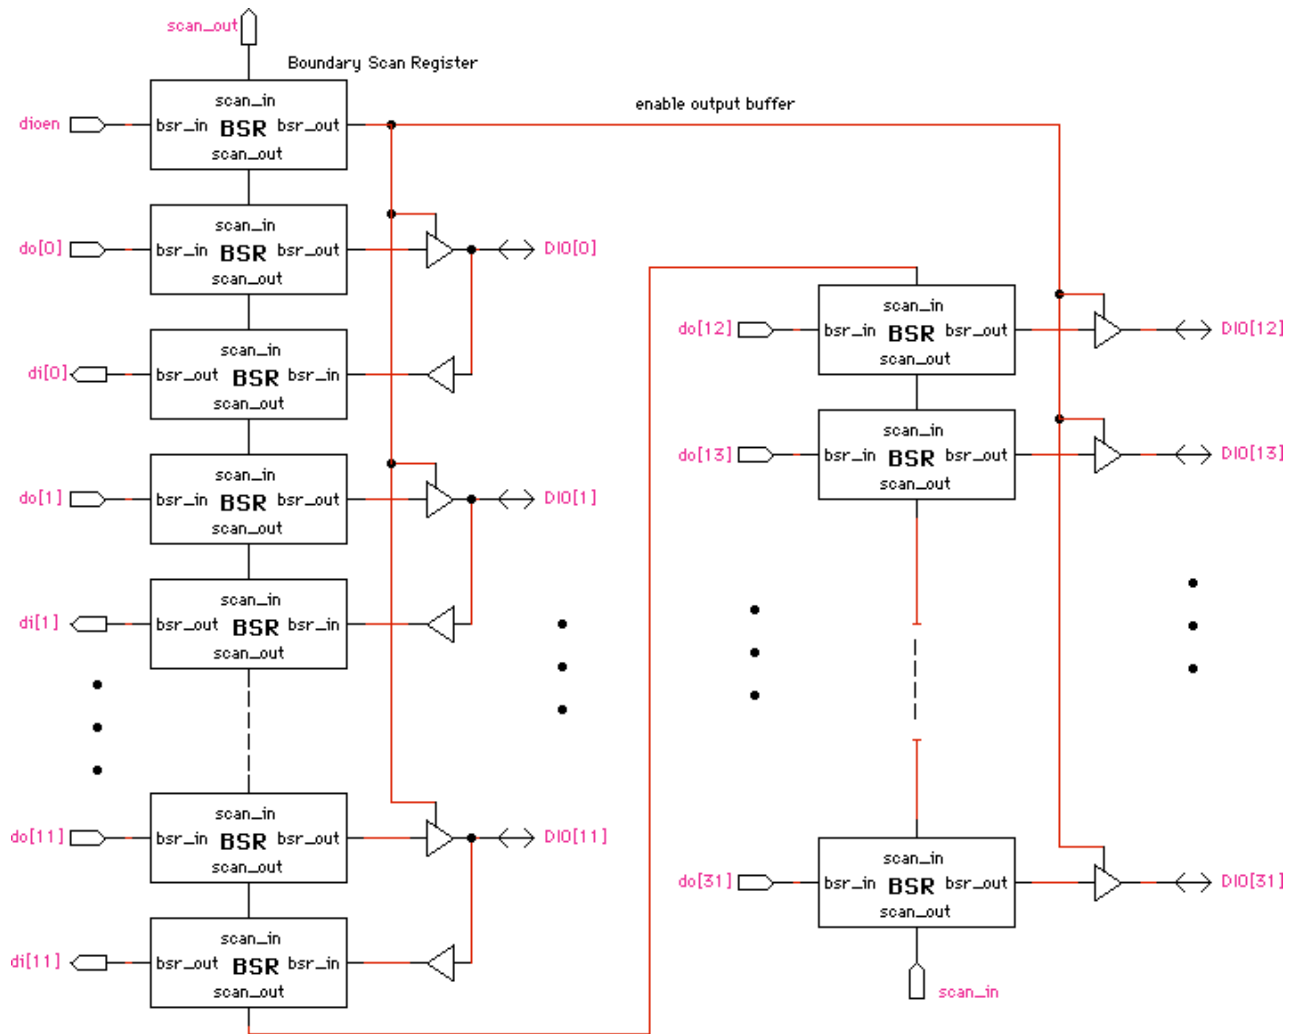 scan_out
Boundary Scan Register
scan_in
dioen
bsr_in BSR bsr_out
scan_out
enable output buffer
scan_in
do[0]
bsr_in BSR bsr_out
scan_out
DIO[0]
scan_in
di[0]
bsr_out BSR bsr_in
scan_out
scan_in
do[1]
bsr_in BSR bsr_out
scan_out
DIO[1]
scan_in
di[1]
bsr_out BSR bsr_in
scan_out
scan_in
do[11]
bsr_in BSR bsr_out
scan_out
DIO[11]
scan_in
di[11]
bsr_out BSR bsr_in
scan_out
scan_in
do[12]
bsr_in BSR bsr_out
scan_out
DIO[12]
scan_in
do[13]
bsr_in BSR bsr_out
scan_out
DIO[13]
scan_in
do[31]
bsr_in BSR bsr_out
scan_out
DIO[31]
scan_in